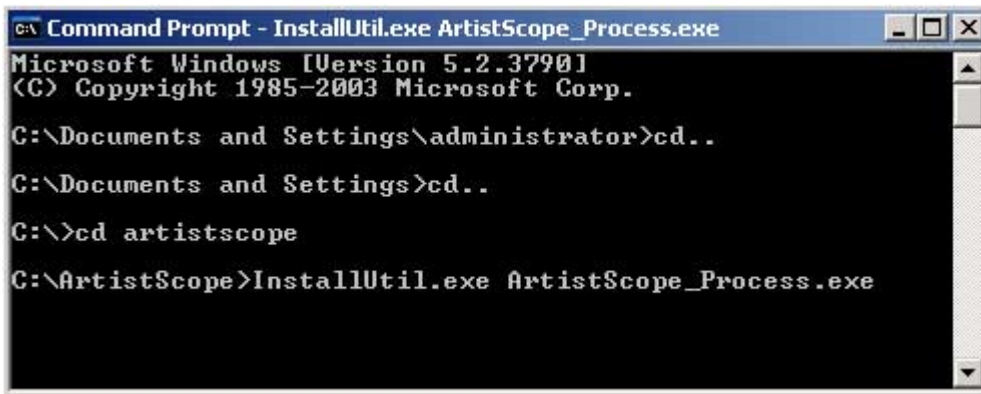 Command Prompt - InstallUtil.exe ArtistScope_Process.exe
Microsoft Windows [Version 5.2.3790]
(C) Copyright 1985-2003 Microsoft Corp.
C:\Documents and Settings\administrator>cd..
C:\Documents and Settings>cd..
C:\>cd artistscope
C:\ArtistScope>InstallUtil.exe ArtistScope_Process.exe